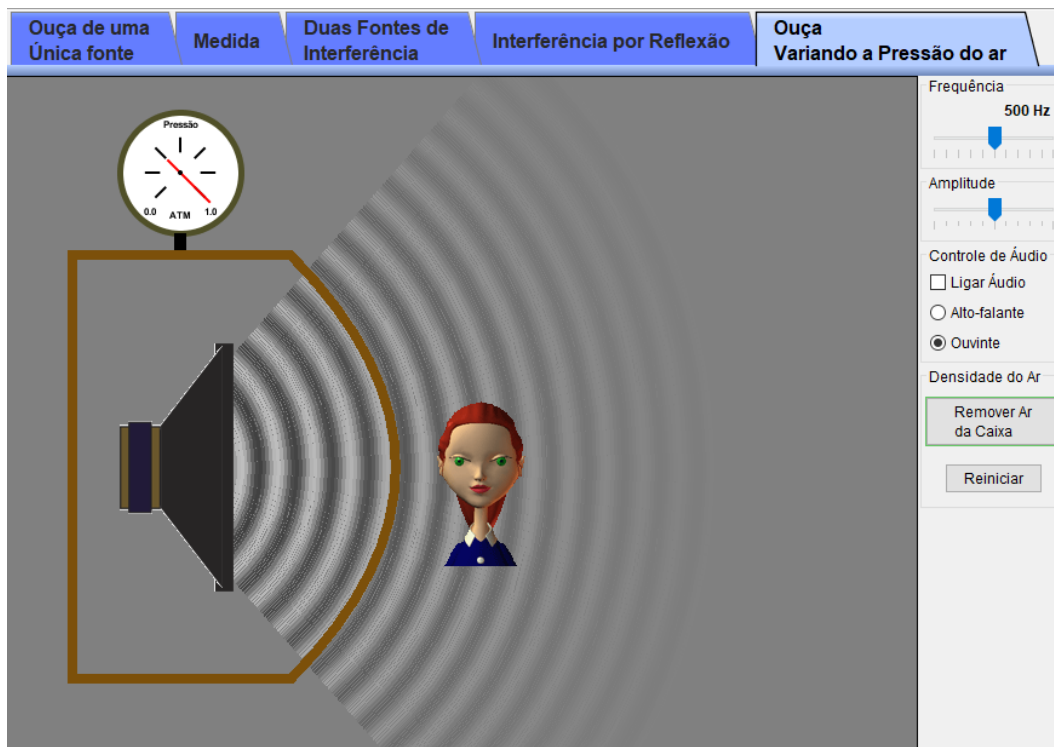 Ouça de uma
Única fonte
Medida
Duas Fontes de
Interferência
Interferência por Reflexão
Ouça
Variando a Pressão do ar
Pressão
0.0
ATM
1.0
Frequência
500 Hz
Amplitude
Controle de Áudio
Ligar Áudio
Alto-falante
Ouvinte
Densidade do Ar
Remover Ar
da Caixa
Reiniciar